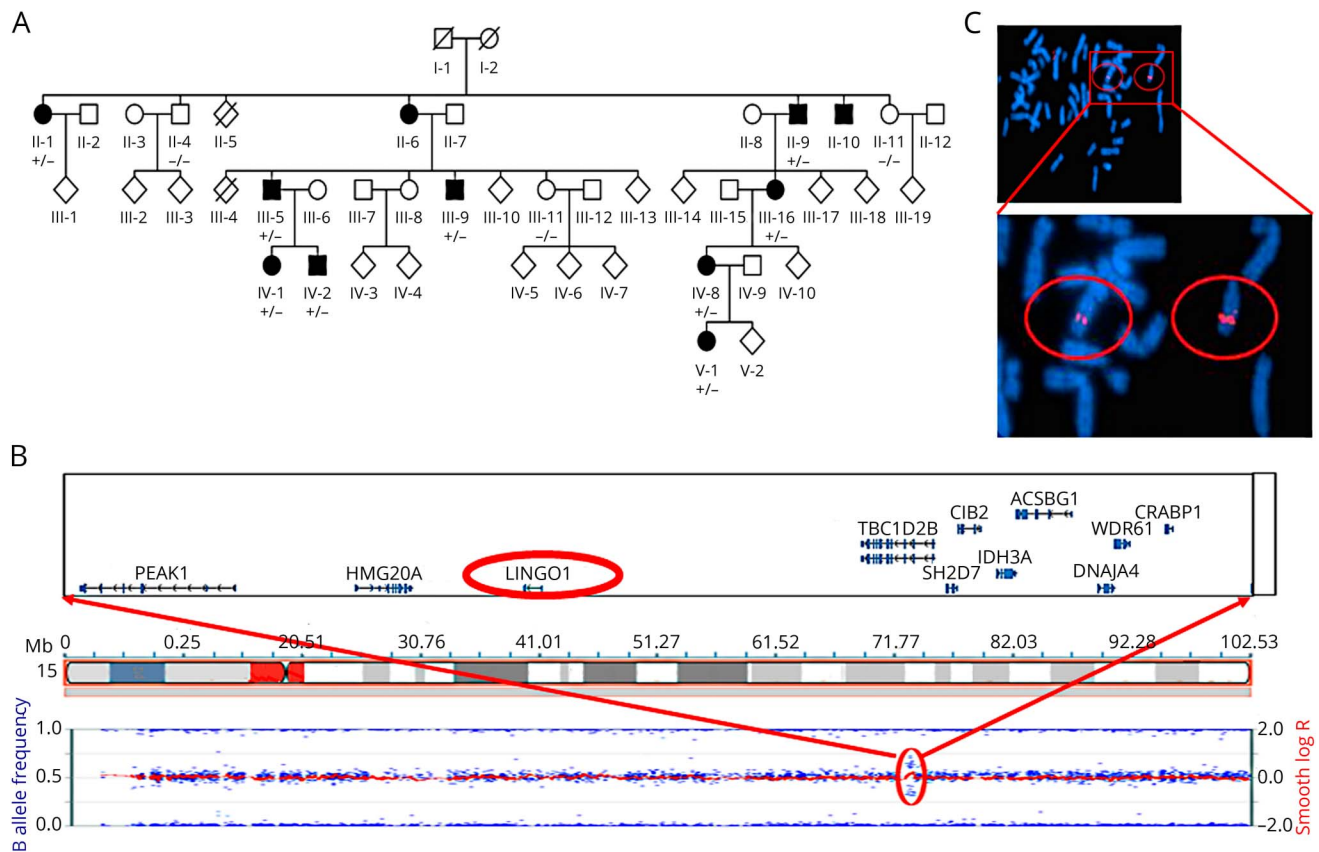 A
C
I-1 I-2
II-1 II-2 II-3 II-4 II-5 II-6 II-7 II-8 II-9 II-10 II-11 II-12
+/– –/– +/– –/–
III-1 III-2 III-3 III-4 III-5 III-6 III-7 III-8 III-9 III-10 III-11 III-12 III-13 III-14 III-15 III-16 III-17 III-18 III-19
+/– +/– –/– +/–
IV-1 IV-2 IV-3 IV-4 IV-5 IV-6 IV-7 IV-8 IV-9 IV-10
+/– +/– +/–
V-1 V-2
+/–
B
ACSBG1
CIB2 CRABP1
TBC1D2B WDR61
IDH3A
PEAK1 HMG20A LINGO1 SH2D7 DNAJA4
Mb 0 0.25 20.51 30.76 41.01 51.27 61.52 71.77 82.03 92.28 102.53
15
B allele frequency
1.0 2.0
0.5 0.0
0.0 –2.0
Smooth log R